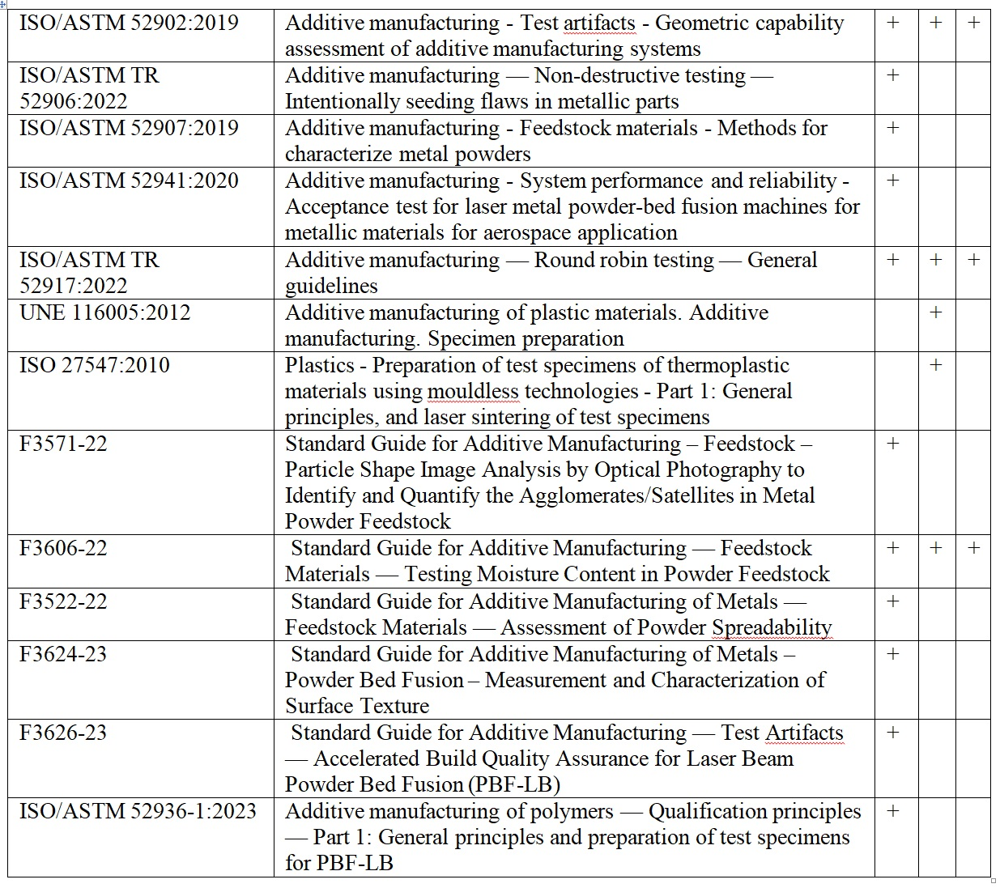 ISO/ASTM 52902:2019 Additive manufacturing - Test artifacts - Geometric capability + + +
assessment of additive manufacturing systems
ISO/ASTM TR Additive manufacturing — Non-destructive testing — +
52906:2022 Intentionally seeding flaws in metallic parts
ISO/ASTM 52907:2019 Additive manufacturing - Feedstock materials - Methods for +
characterize metal powders
ISO/ASTM 52941:2020 Additive manufacturing - System performance and reliability - +
Acceptance test for laser metal powder-bed fusion machines for
metallic materials for aerospace application
ISO/ASTM TR Additive manufacturing — Round robin testing — General + + +
52917:2022 guidelines
UNE 116005:2012 Additive manufacturing of plastic materials. Additive +
manufacturing. Specimen preparation
ISO 27547:2010 Plastics - Preparation of test specimens of thermoplastic +
materials using mouldless technologies - Part 1: General
principles, and laser sintering of test specimens
F3571-22 Standard Guide for Additive Manufacturing – Feedstock – +
Particle Shape Image Analysis by Optical Photography to
Identify and Quantify the Agglomerates/Satellites in Metal
Powder Feedstock
F3606-22 Standard Guide for Additive Manufacturing — Feedstock + + +
Materials — Testing Moisture Content in Powder Feedstock
F3522-22 Standard Guide for Additive Manufacturing of Metals — +
Feedstock Materials — Assessment of Powder Spreadability
F3624-23 Standard Guide for Additive Manufacturing of Metals – +
Powder Bed Fusion – Measurement and Characterization of
Surface Texture
F3626-23 Standard Guide for Additive Manufacturing — Test Artifacts +
— Accelerated Build Quality Assurance for Laser Beam
Powder Bed Fusion (PBF-LB)
ISO/ASTM 52936-1:2023 Additive manufacturing of polymers — Qualification principles +
— Part 1: General principles and preparation of test specimens
for PBF-LB